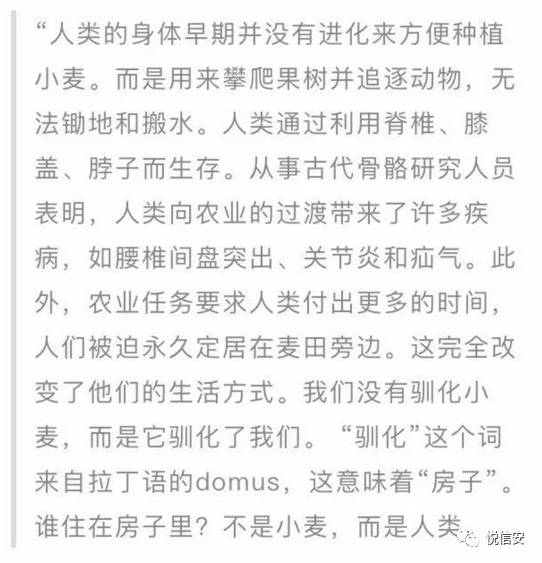 “人类的身体早期并没有进化来方便种植
小麦。而是用来攀爬果树并追逐动物，无
法锄地和搬水。人类通过利用脊椎、膝
盖、脖子而生存。从事古代骨骼研究人员
表明，人类向农业的过渡带来了许多疾
病，如腰椎间盘突出、关节炎和疝气。此
外，农业任务要求人类付出更多的时间，
人们被迫永久定居在麦田旁边。这完全改
变了他们的生活方式。我们没有驯化小
麦，而是它驯化了我们。“驯化”这个词
来自拉丁语的domus，这意味着“房子”。
谁住在房子里？不是小麦，而是人类
悦信安